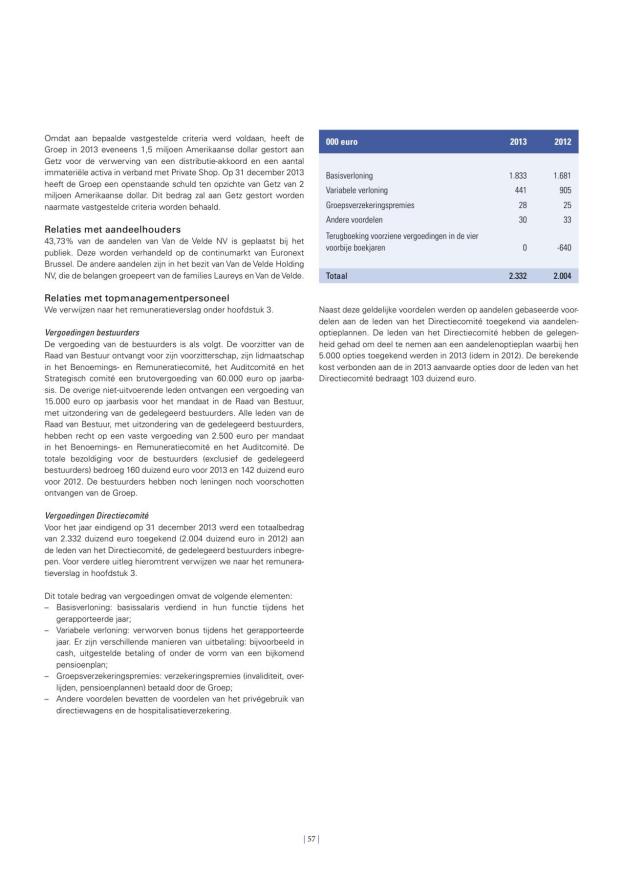 Omdat aan bepaalde vastgestelde criteria werd voldaan, heeft de
Groep in 2013 eveneens 1,5 miljoen Amerikaanse dollar gestort aan
Getz voor de verwerving van een distributie-akkoord en een aantal
immateriële activa in verband met Private Shop. Op 31 december 2013
heeft de Groep een openstaande schuld ten opzichte van Getz van 2
miljoen Amerikaanse dollar. Dit bedrag zal aan Getz gestort worden
naarmate vastgestelde criteria worden behaald.
Relaties met aandeelhouders
43,73% van de aandelen van Van de Velde NV is geplaatst bij het
publiek. Deze worden verhandeld op de continumarkt van Euronext
Brussel. De andere aandelen zijn in het bezit van Van de Velde Holding
NV, die de belangen groepeert van de families Laureys en Van de Velde.
Relaties met topmanagementpersoneel
We verwijzen naar het remuneratieverslag onder hoofdstuk 3.
Vergoedingen bestuurders
De vergoeding van de bestuurders is als volgt. De voorzitter van de
Raad van Bestuur ontvangt voor zijn voorzitterschap, zijn lidmaatschap
in het Benoemings- en Remuneratiecomité, het Auditcomité en het
Strategisch comité een brutovergoeding van 60.000 euro op jaarba-
sis. De overige niet-uitvoerende leden ontvangen een vergoeding van
15.000 euro op jaarbasis voor het mandaat in de Raad van Bestuur,
met uitzondering van de gedelegeerd bestuurders. Alle leden van de
Raad van Bestuur, met uitzondering van de gedelegeerd bestuurders,
hebben recht op een vaste vergoeding van 2.500 euro per mandaat
in het Benoemings- en Remuneratiecomité en het Auditcomité. De
totale bezoldiging voor de bestuurders (exclusief de gedelegeerd
bestuurders) bedroeg 160 duizend euro voor 2013 en 142 duizend euro
voor 2012. De bestuurders hebben noch leningen noch voorschotten
ontvangen van de Groep.
Vergoedingen Directiecomité
Voor het jaar eindigend op 31 december 2013 werd een totaalbedrag
van 2.332 duizend euro toegekend (2.004 duizend euro in 2012) aan
de leden van het Directiecomité, de gedelegeerd bestuurders inbegre-
pen. Voor verdere uitleg hieromtrent verwijzen we naar het remunera-
tieverslag in hoofdstuk 3.
Dit totale bedrag van vergoedingen omvat de volgende elementen:
– Basisverloning: basissalaris verdiend in hun functie tijdens het
gerapporteerde jaar;
– Variabele verloning: verworven bonus tijdens het gerapporteerde
jaar. Er zijn verschillende manieren van uitbetaling: bijvoorbeeld in
cash, uitgestelde betaling of onder de vorm van een bijkomend
pensioenplan;
– Groepsverzekeringspremies: verzekeringspremies (invaliditeit, over-
lijden, pensioenplannen) betaald door de Groep;
– Andere voordelen bevatten de voordelen van het privégebruik van
directiewagens en de hospitalisatieverzekering.
000 euro 2013 2012
Basisverloning 1.833 1.681
Variabele verloning 441 905
Groepsverzekeringspremies 28 25
Andere voordelen 30 33
Terugboeking voorziene vergoedingen in de vier
voorbije boekjaren 0 -640
Totaal 2.332 2.004
Naast deze geldelijke voordelen werden op aandelen gebaseerde voor-
delen aan de leden van het Directiecomité toegekend via aandelen-
optieplannen. De leden van het Directiecomité hebben de gelegen-
heid gehad om deel te nemen aan een aandelenoptieplan waarbij hen
5.000 opties toegekend werden in 2013 (idem in 2012). De berekende
kost verbonden aan de in 2013 aanvaarde opties door de leden van het
Directiecomité bedraagt 103 duizend euro.
| 57 |